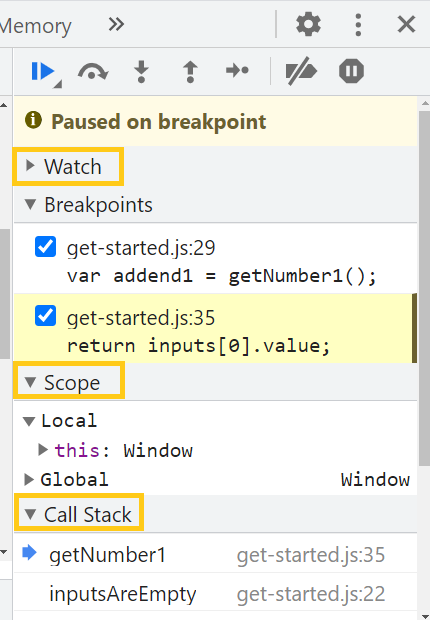 Memory
Paused on breakpoint
Watch
Breakpoints
get-started.js:29
var addend1 = getNumber1();
get-started.js:35
return inputs[0].value;
Scope
Local
this: Window
Global Window
Call Stack
getNumber1 get-started.js:35
inputsAreEmpty get-started.js:22